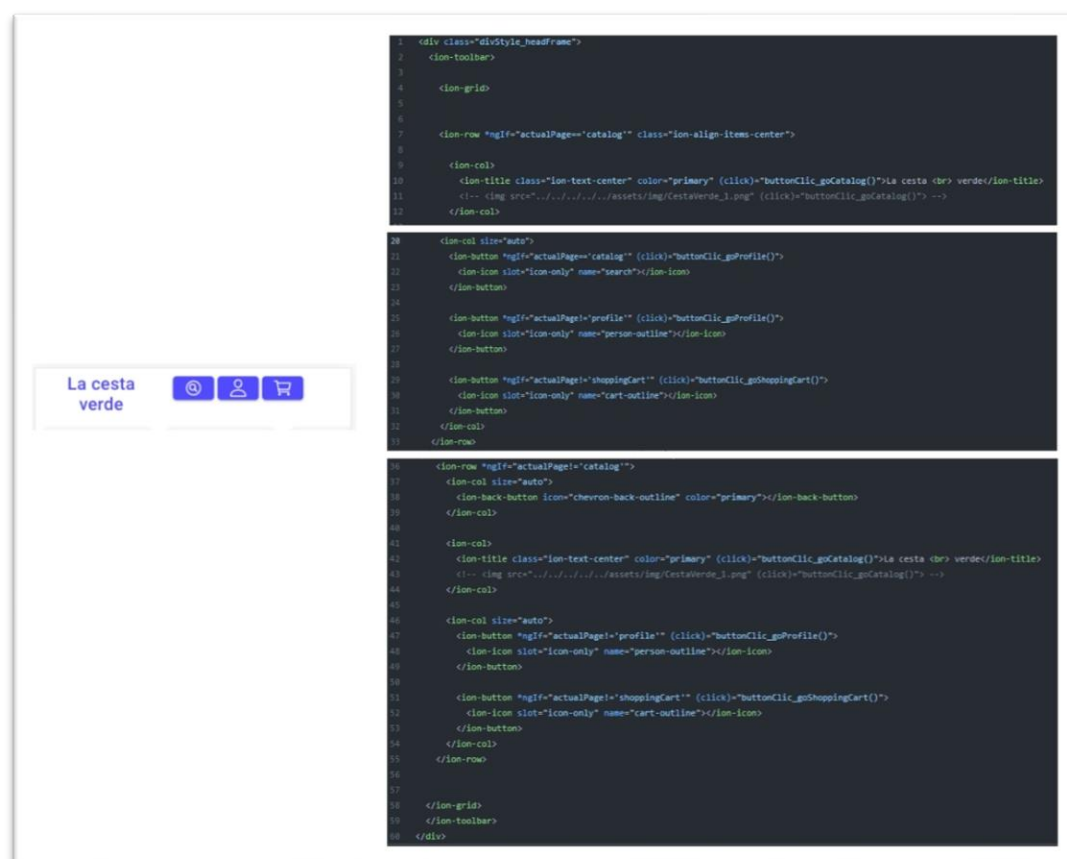 La cesta
verde
1 <div class="divStyle_headFrame">
2 <ion-toolbar>
3
4 <ion-grid>
5
6
7 <ion-row *ngIf="actualPage=='catalog'" class="ion-align-items-center">
8
9 <ion-col>
10 <ion-title class="ion-text-center" color="primary" (click)="buttonClic_goCatalog()">La cesta <br> verde</ion-title>
11 <!-- <img src="../../../../../assets/img/CestaVerde_1.png" (click)="buttonClic_goCatalog()"> -->
12 </ion-col>
20 <ion-col size="auto">
21 <ion-button *ngIf="actualPage=='catalog'" (click)="buttonClic_goProfile()">
22 <ion-icon slot="icon-only" name="search"></ion-icon>
23 </ion-button>
24
25 <ion-button *ngIf="actualPage!='profile'" (click)="buttonClic_goProfile()">
26 <ion-icon slot="icon-only" name="person-outline"></ion-icon>
27 </ion-button>
28
29 <ion-button *ngIf="actualPage!='shoppingCart'" (click)="buttonClic_goShoppingCart()">
30 <ion-icon slot="icon-only" name="cart-outline"></ion-icon>
31 </ion-button>
32 </ion-col>
33 </ion-row>
36 <ion-row *ngIf="actualPage!='catalog'">
37 <ion-col size="auto">
38 <ion-back-button icon="chevron-back-outline" color="primary"></ion-back-button>
39 </ion-col>
40
41 <ion-col>
42 <ion-title class="ion-text-center" color="primary" (click)="buttonClic_goCatalog()">La cesta <br> verde</ion-title>
43 <!-- <img src="../../../../../assets/img/CestaVerde_1.png" (click)="buttonClic_goCatalog()"> -->
44 </ion-col>
45
46 <ion-col size="auto">
47 <ion-button *ngIf="actualPage!='profile'" (click)="buttonClic_goProfile()">
48 <ion-icon slot="icon-only" name="person-outline"></ion-icon>
49 </ion-button>
50
51 <ion-button *ngIf="actualPage!='shoppingCart'" (click)="buttonClic_goShoppingCart()">
52 <ion-icon slot="icon-only" name="cart-outline"></ion-icon>
53 </ion-button>
54 </ion-col>
55 </ion-row>
56
57
58 </ion-grid>
59 </ion-toolbar>
60 </div>